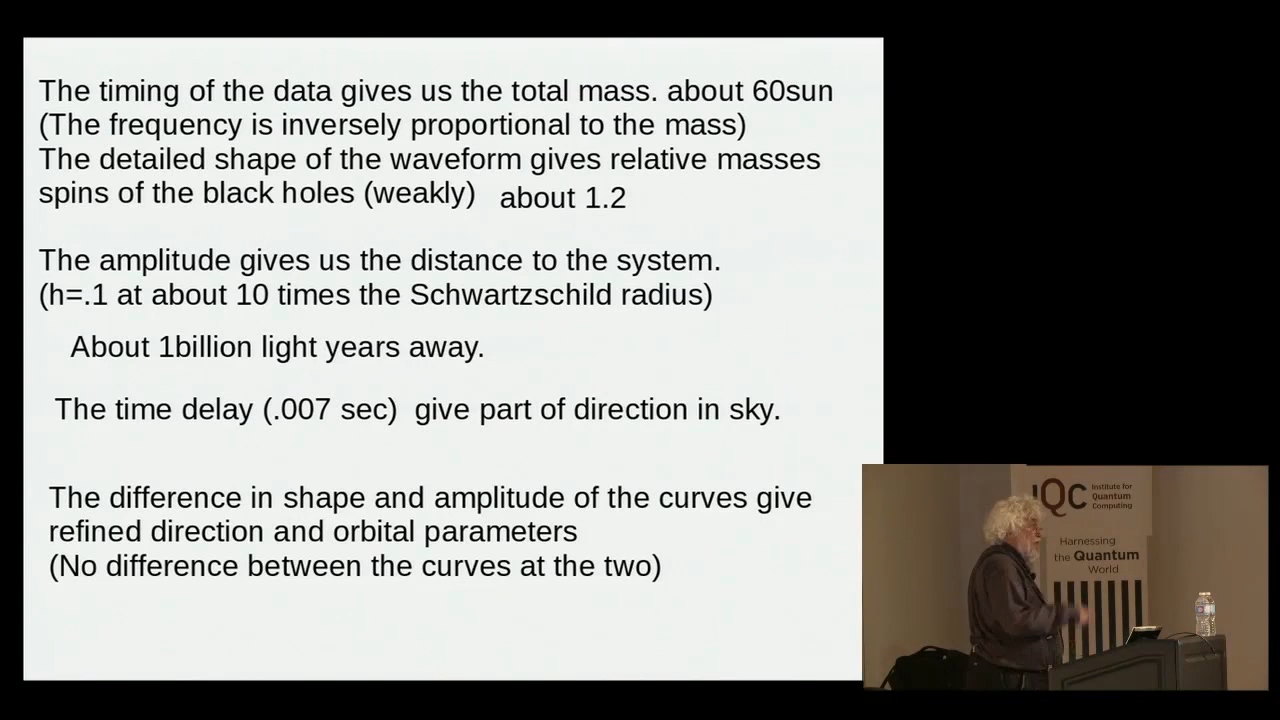 The timing of the data gives us the total mass. about 60sun
(The frequency is inversely proportional to the mass)
The detailed shape of the waveform gives relative masses
spins of the black holes (weakly) about 1.2
The amplitude gives us the distance to the system.
(h=.1 at about 10 times the Schwartzschild radius)
About 1billion light years away.
The time delay (.007 sec) give part of direction in sky.
The difference in shape and amplitude of the curves give
refined direction and orbital parameters
(No difference between the curves at the two)
IQC
Institute for
Quantum
Computing
Harnessing
the Quantum
World